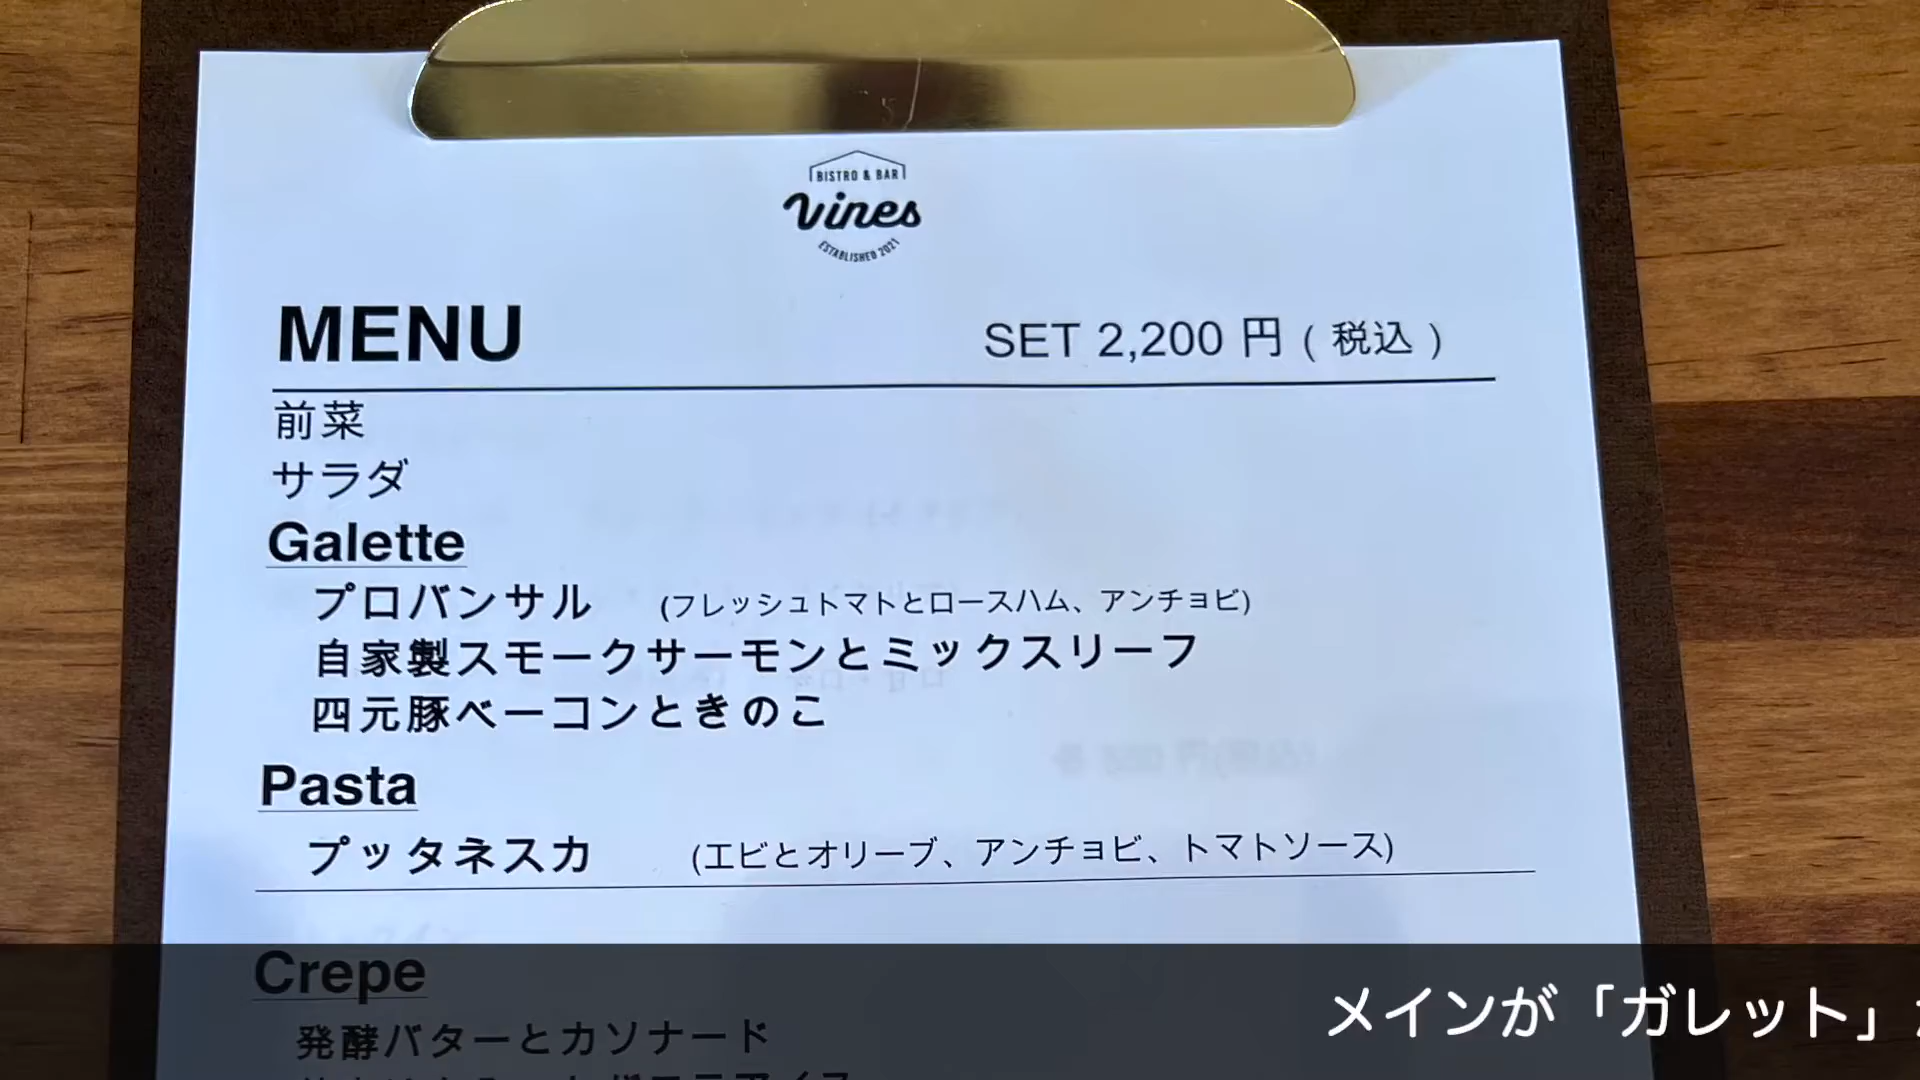 BISTRO & BAR
Vines
ESTABLISHED 2021
MENU
SET 2,200 円 ( 税込 )
前菜
サラダ
Galette
プロバンサル (フレッシュトマトとロースハム、アンチョビ)
自家製スモークサーモンとミックスリーフ
四元豚ベーコンときのこ
Pasta
プッタネスカ (エビとオリーブ、アンチョビ、トマトソース)
Crepe
発酵バターとカソナード
メインが「ガレット」